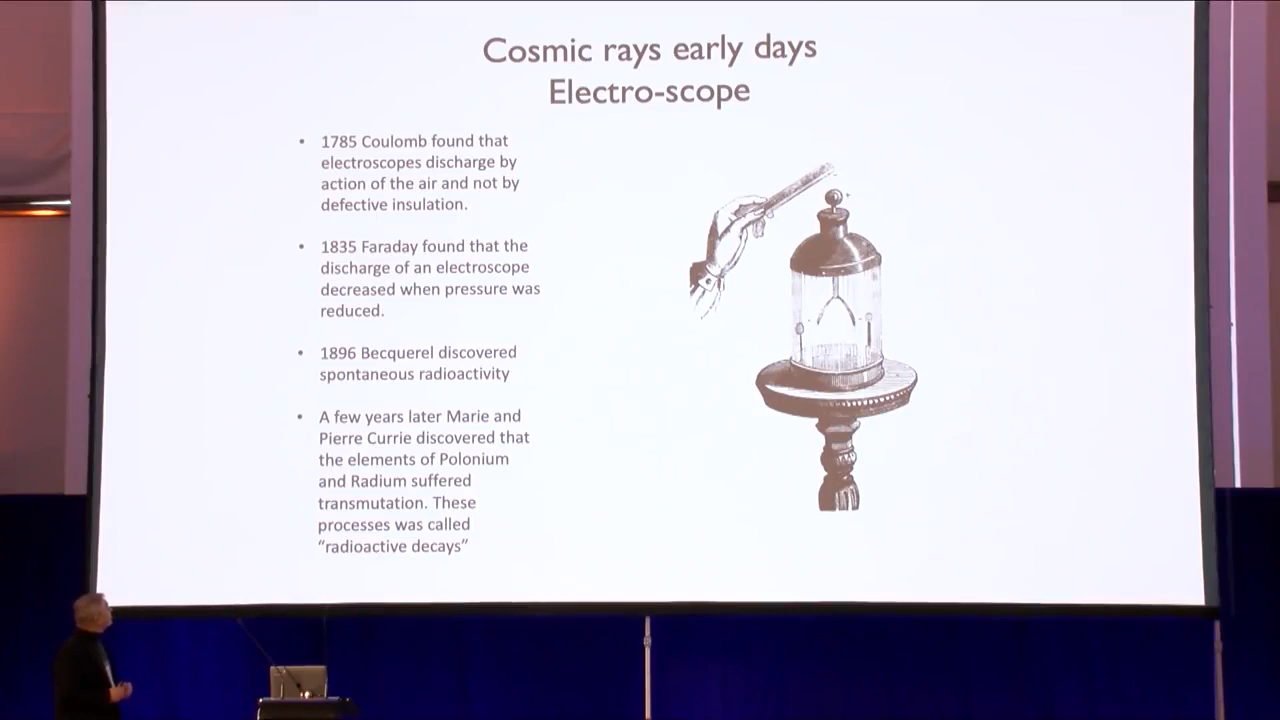 Cosmic rays early days
Electro-scope
• 1785 Coulomb found that
electroscopes discharge by
action of the air and not by
defective insulation.
• 1835 Faraday found that the
discharge of an electroscope
decreased when pressure was
reduced.
• 1896 Becquerel discovered
spontaneous radioactivity
• A few years later Marie and
Pierre Currie discovered that
the elements of Polonium
and Radium suffered
transmutation. These
processes was called
“radioactive decays”